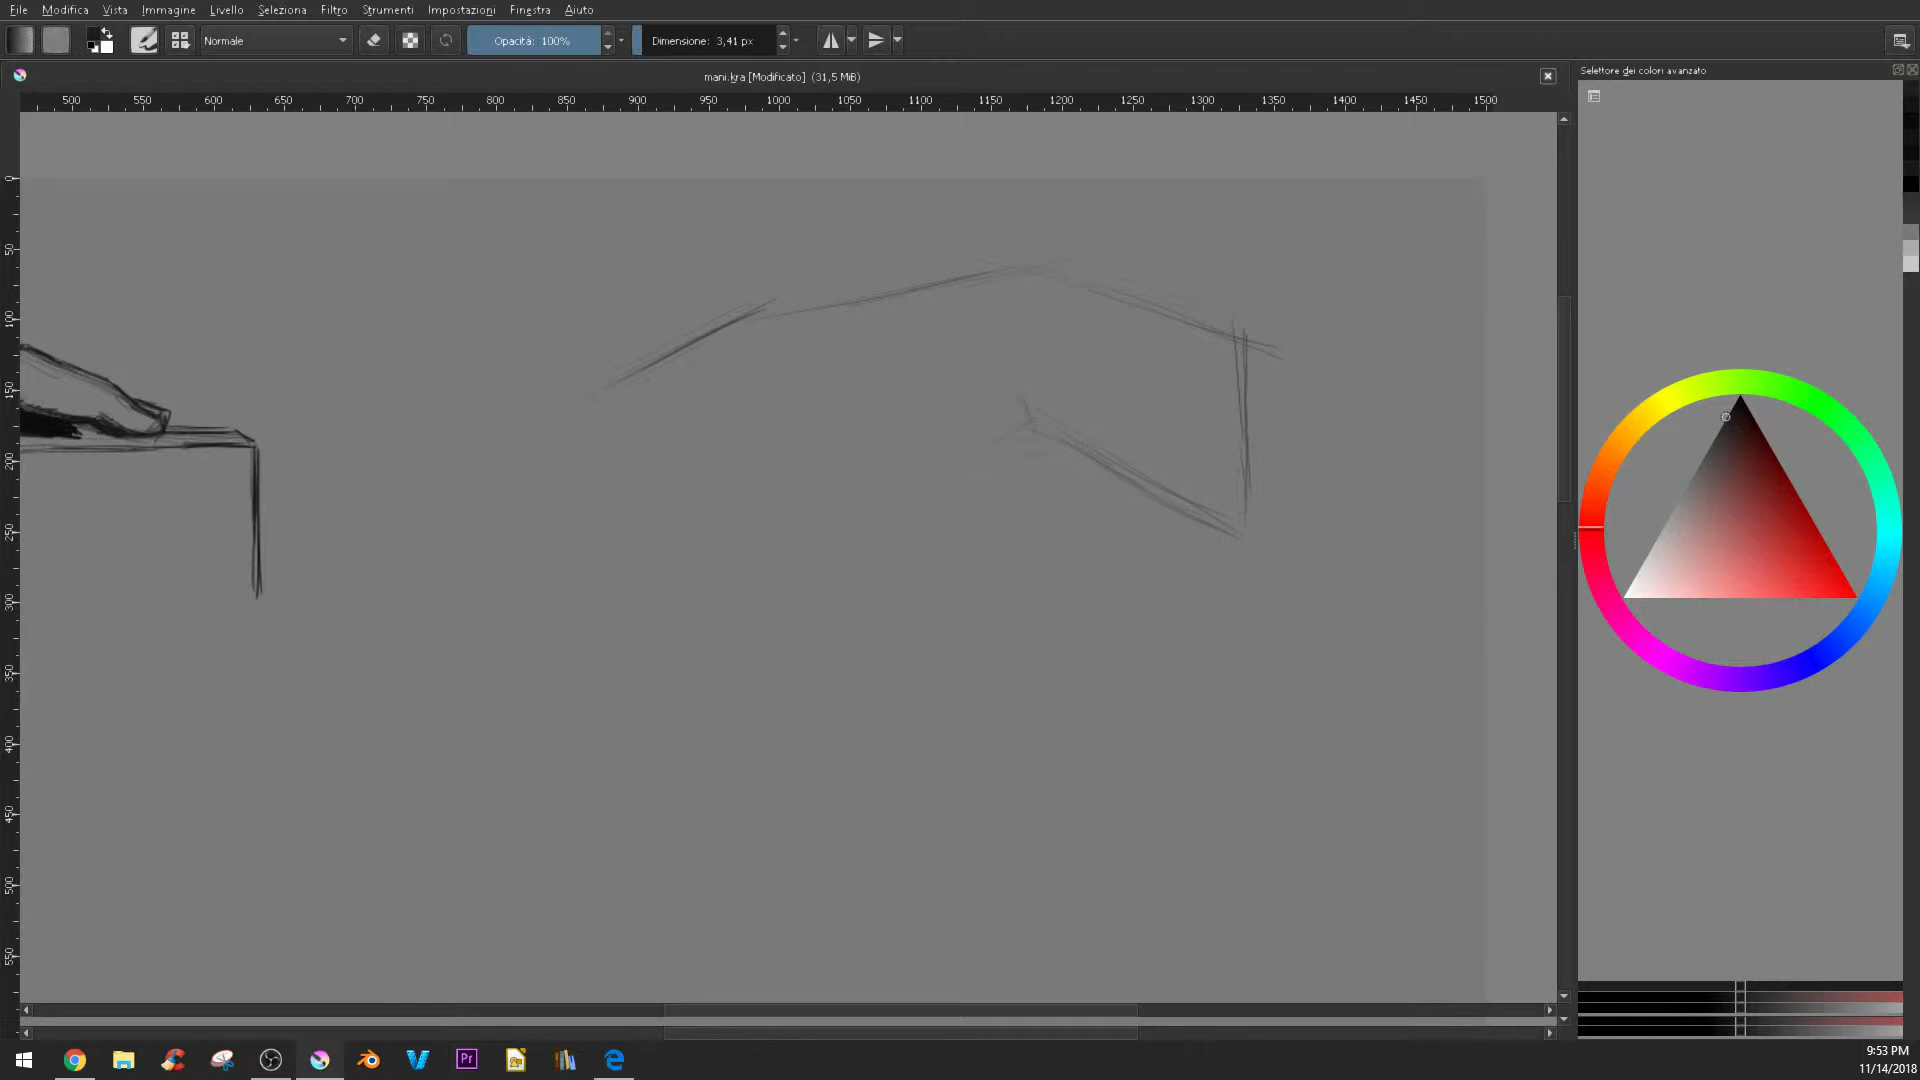 File Modifica Vista Immagine Livello Seleziona Filtro Strumenti Impostazioni Finestra Aiuto
Normale Opacità: 100% Dimensione: 3,41 px
mani.kra [Modificato] (31,5 MiB)
Selettore dei colori avanzato
500 550 600 650 700 750 800 850 900 950 1000 1050 1100 1150 1200 1250 1300 1350 1400 1450 1500
0
50
100
150
200
250
300
350
400
450
500
550
Pr
9:53 PM
11/14/2018